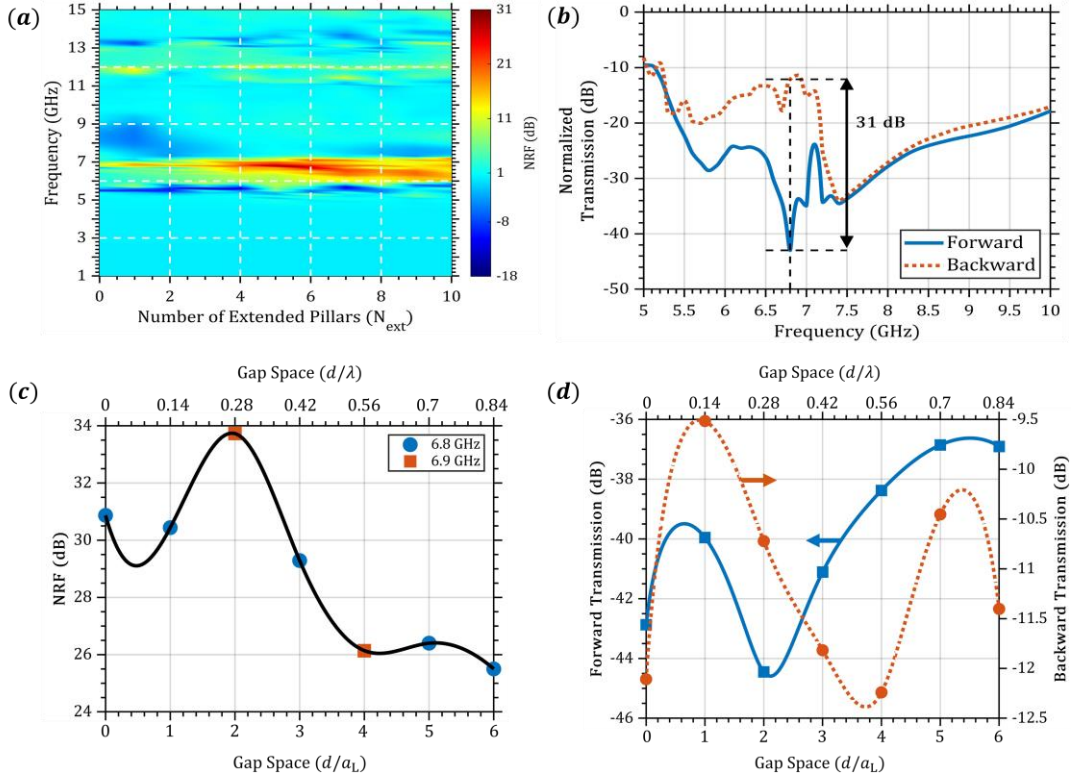 (a)
15
13
12
9
7
6
3
1
Frequency (GHz)
0 2 4 6 8 10
Number of Extended Pillars (N_ext)
31
21
11
1
-8
-18
NRF (dB)
(b)
0
-10
-20
-30
-40
-50
Normalized
Transmission (dB)
31 dB
Forward
Backward
5 5.5 6 6.5 7 7.5 8 8.5 9 9.5 10
Frequency (GHz)
(c)
Gap Space (d/λ)
0 0.14 0.28 0.42 0.56 0.7 0.84
34
32
30
28
26
24
NRF (dB)
6.8 GHz
6.9 GHz
0 1 2 3 4 5 6
Gap Space (d/a_L)
(d)
Gap Space (d/λ)
0 0.14 0.28 0.42 0.56 0.7 0.84
-36
-38
-40
-42
-44
-46
Forward Transmission (dB)
-9.5
-10
-10.5
-11
-11.5
-12
-12.5
Backward Transmission (dB)
0 1 2 3 4 5 6
Gap Space (d/a_L)